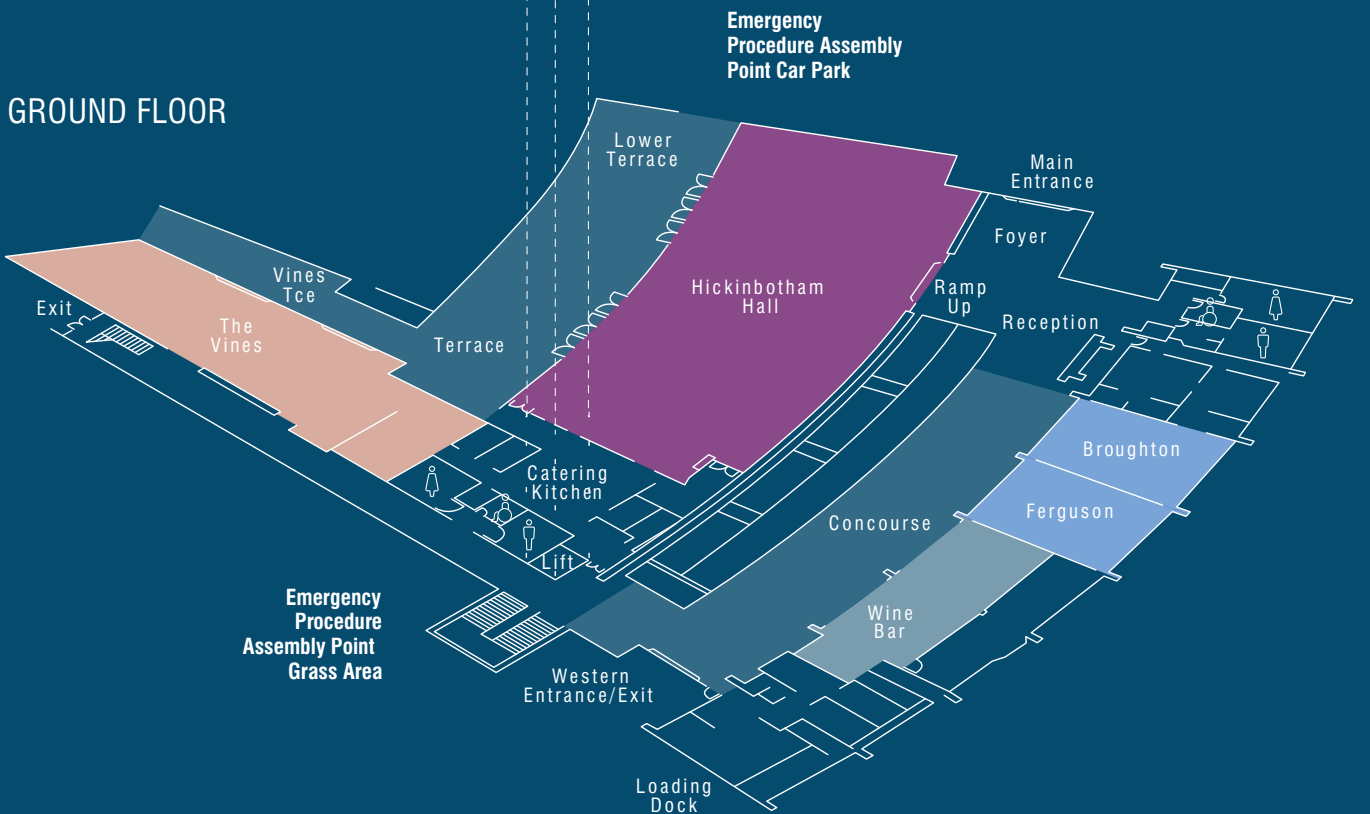 Emergency
Procedure Assembly
Point Car Park
GROUND FLOOR
Lower
Terrace
Main
Entrance
Foyer
Vines
Tce
Hickinbotham
Hall
Ramp
Up
Exit
The
Vines
Terrace
Reception
Broughton
Catering
Kitchen
Ferguson
Concourse
Lift
Wine
Bar
Emergency
Procedure
Assembly Point
Grass Area
Western
Entrance/Exit
Loading
Dock